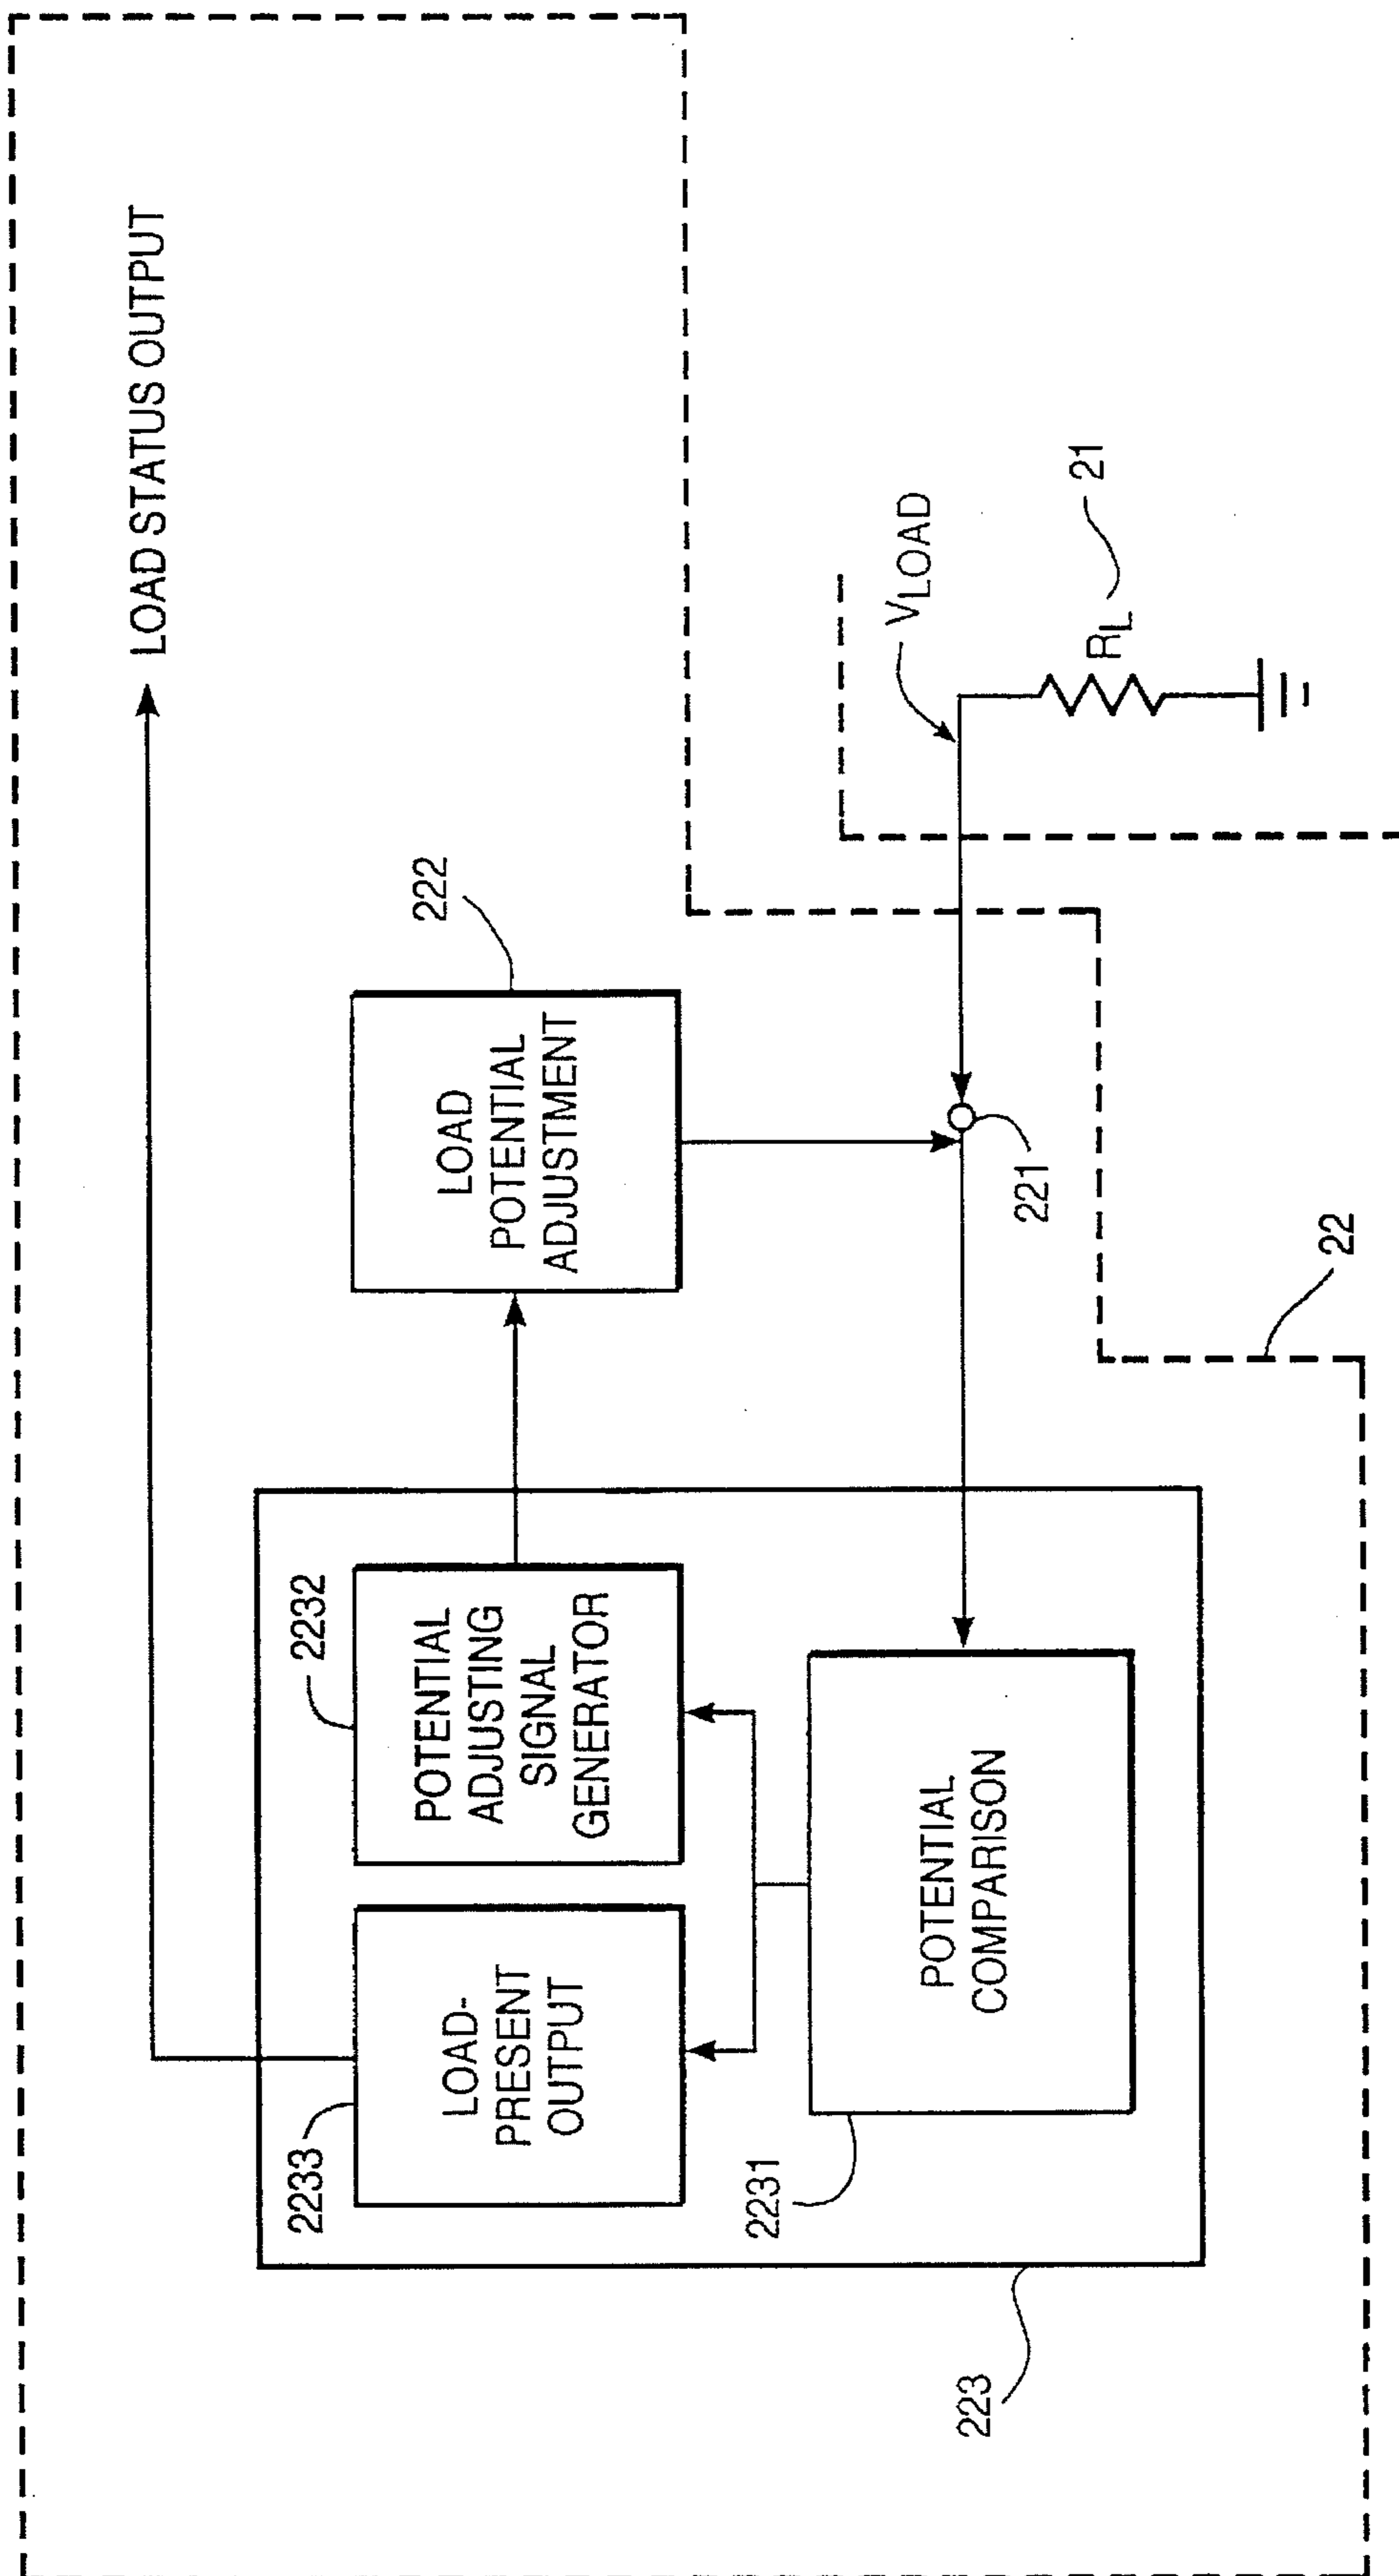 LOAD STATUS OUTPUT
2233
LOAD-
PRESENT
OUTPUT
2232
POTENTIAL
ADJUSTING
SIGNAL
GENERATOR
222
LOAD
POTENTIAL
ADJUSTMENT
2231
POTENTIAL
COMPARISON
223
221
VLOAD
RL
21
22